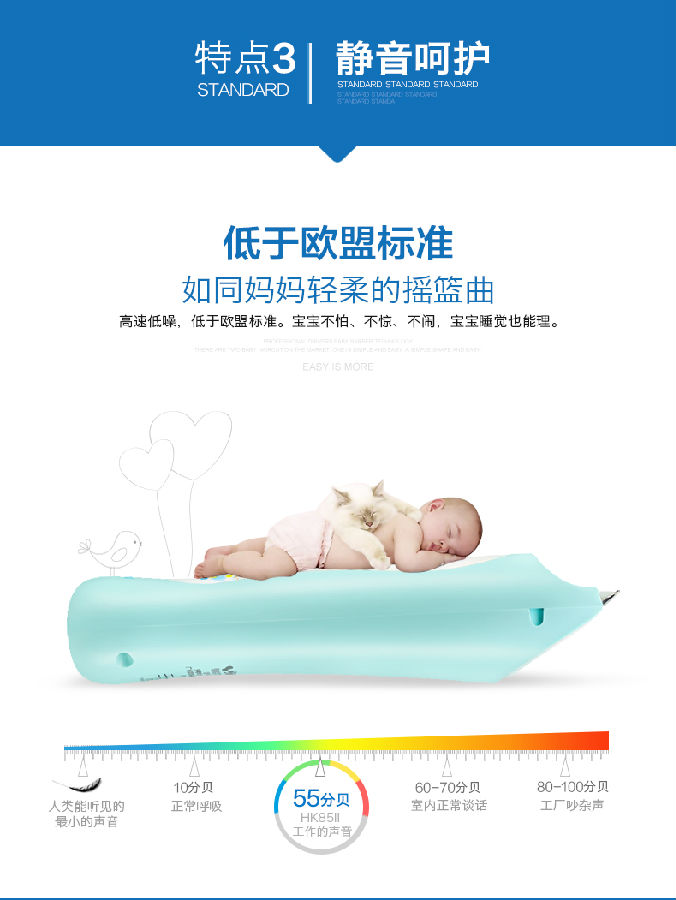 特点3
STANDARD
静音呵护
STANDARD STANDARD STANDARD
STANDARD STANDARD STANDARD
STANDARD STANDA
低于欧盟标准
如同妈妈轻柔的摇篮曲
高速低噪，低于欧盟标准。宝宝不怕、不惊、不闹，宝宝睡觉也能理。
EASY IS MORE
人类能听见的
最小的声音
10分贝
正常呼吸
55分贝
HK85II
工作的声音
60-70分贝
室内正常谈话
80-100分贝
工厂吵杂声